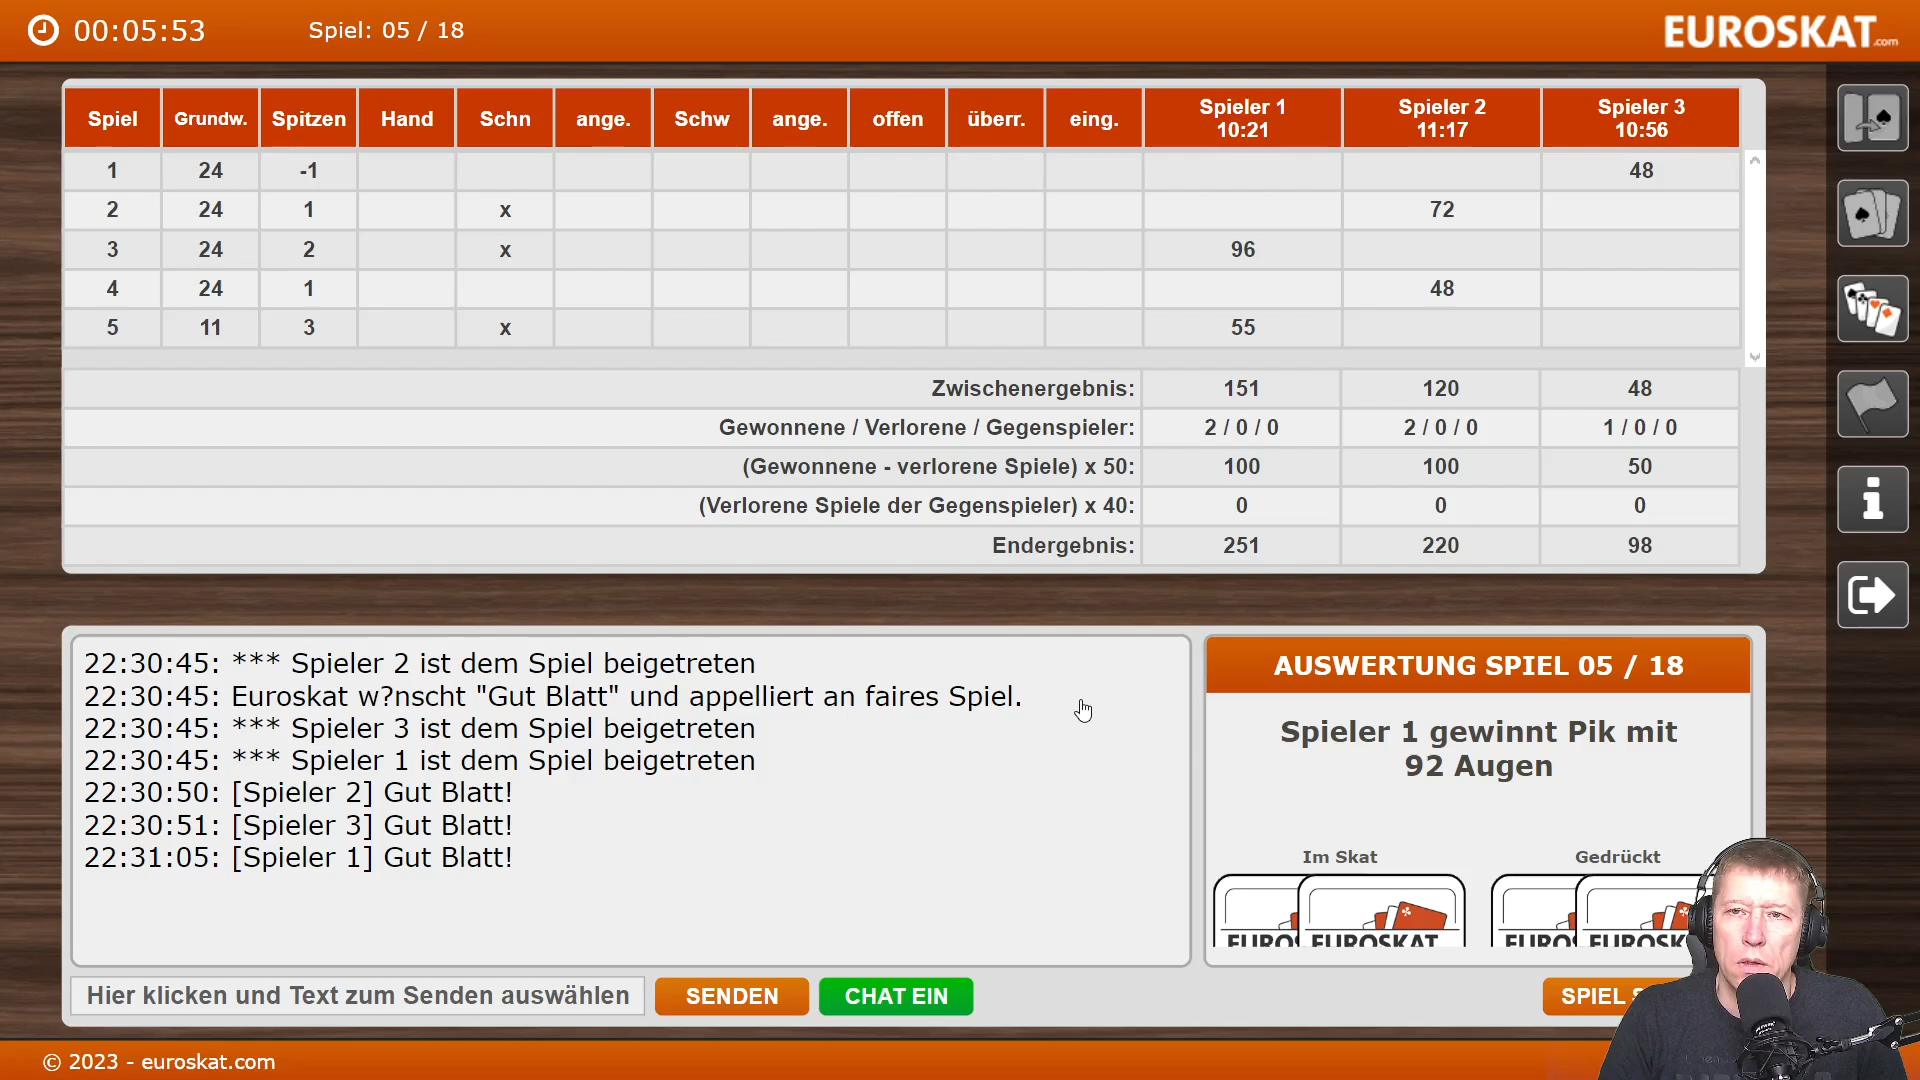 00:05:53 Spiel: 05 / 18 EUROSKAT.com
Spiel Grundw. Spitzen Hand Schn ange. Schw ange. offen überr. eing. Spieler 1 10:21 Spieler 2 11:17 Spieler 3 10:56
1 24 -1 48
2 24 1 x 72
3 24 2 x 96
4 24 1 48
5 11 3 x 55
Zwischenergebnis: 151 120 48
Gewonnene / Verlorene / Gegenspieler: 2 / 0 / 0 2 / 0 / 0 1 / 0 / 0
(Gewonnene - verlorene Spiele) x 50: 100 100 50
(Verlorene Spiele der Gegenspieler) x 40: 0 0 0
Endergebnis: 251 220 98
22:30:45: *** Spieler 2 ist dem Spiel beigetreten
22:30:45: Euroskat w?nscht "Gut Blatt" und appelliert an faires Spiel.
22:30:45: *** Spieler 3 ist dem Spiel beigetreten
22:30:45: *** Spieler 1 ist dem Spiel beigetreten
22:30:50: [Spieler 2] Gut Blatt!
22:30:51: [Spieler 3] Gut Blatt!
22:31:05: [Spieler 1] Gut Blatt!
AUSWERTUNG SPIEL 05 / 18
Spieler 1 gewinnt Pik mit
92 Augen
Im Skat Gedrückt
EUROSKAT
Hier klicken und Text zum Senden auswählen SENDEN CHAT EIN SPIEL
© 2023 - euroskat.com